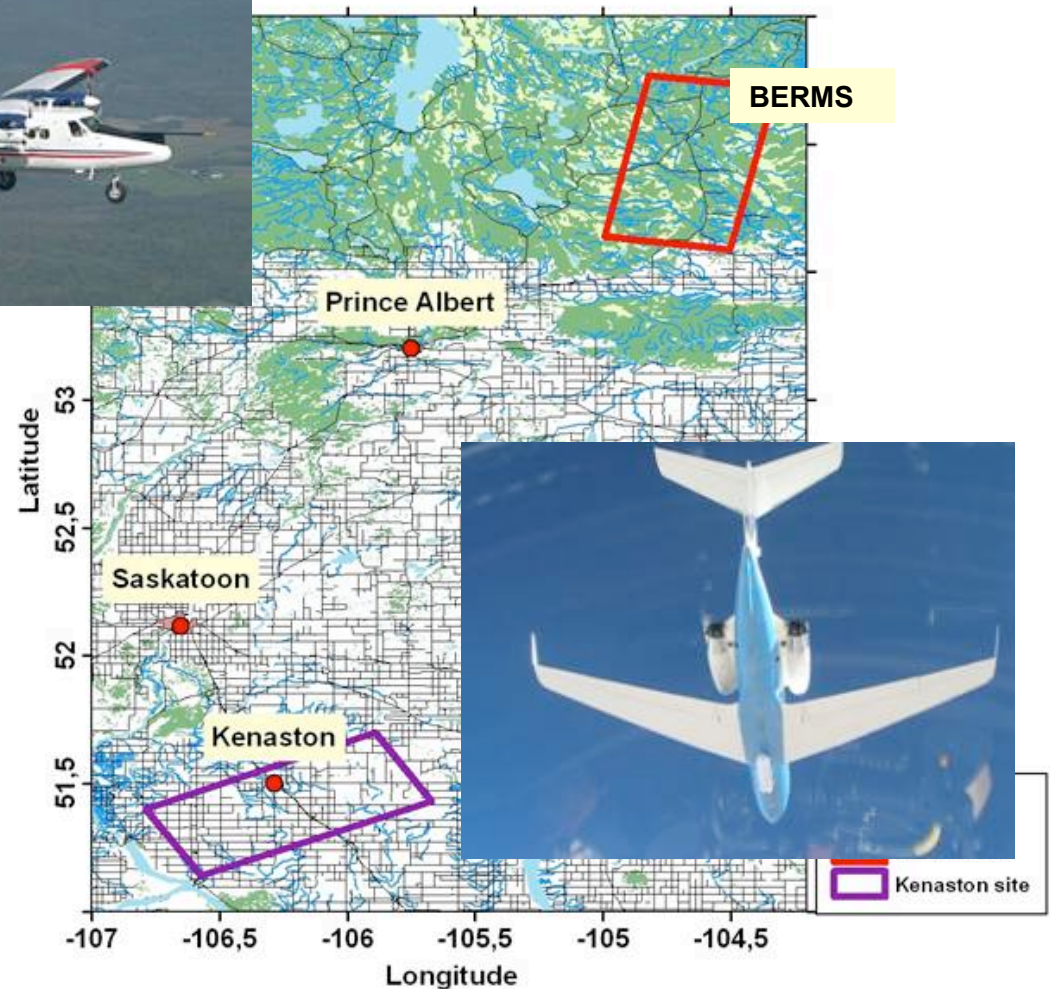 BERMS
Prince Albert
Latitude
53
52,5
Saskatoon
52
Kenaston
51,5
Kenaston site
-107
-106,5
-106
-105,5
-105
-104,5
Longitude